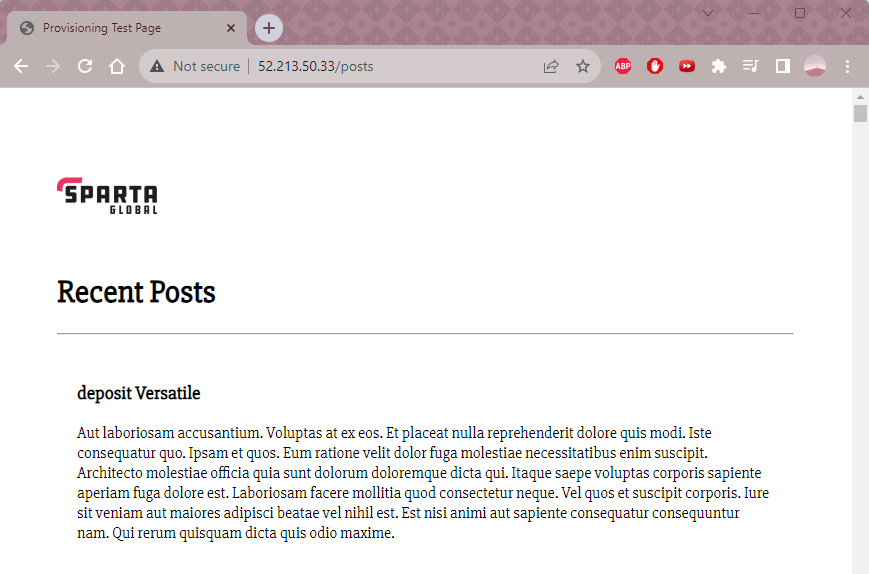 Provisioning Test Page
Not secure 52.213.50.33/posts
ABP
SPARTA
GLOBAL
Recent Posts
deposit Versatile
Aut laboriosam accusantium. Voluptas at ex eos. Et placeat nulla reprehenderit dolore quis modi. Iste
consequatur quo. Ipsam et quos. Eum ratione velit dolor fuga molestiae necessitatibus enim suscipit.
Architecto molestiae officia quia sunt dolorum doloremque dicta qui. Itaque saepe voluptas corporis sapiente
aperiam fuga dolore est. Laboriosam facere mollitia quod consectetur neque. Vel quos et suscipit corporis. Iure
sit veniam aut maiores adipisci beatae vel nihil est. Est nisi animi aut sapiente consequatur consequuntur
nam. Qui rerum quisquam dicta quis odio maxime.